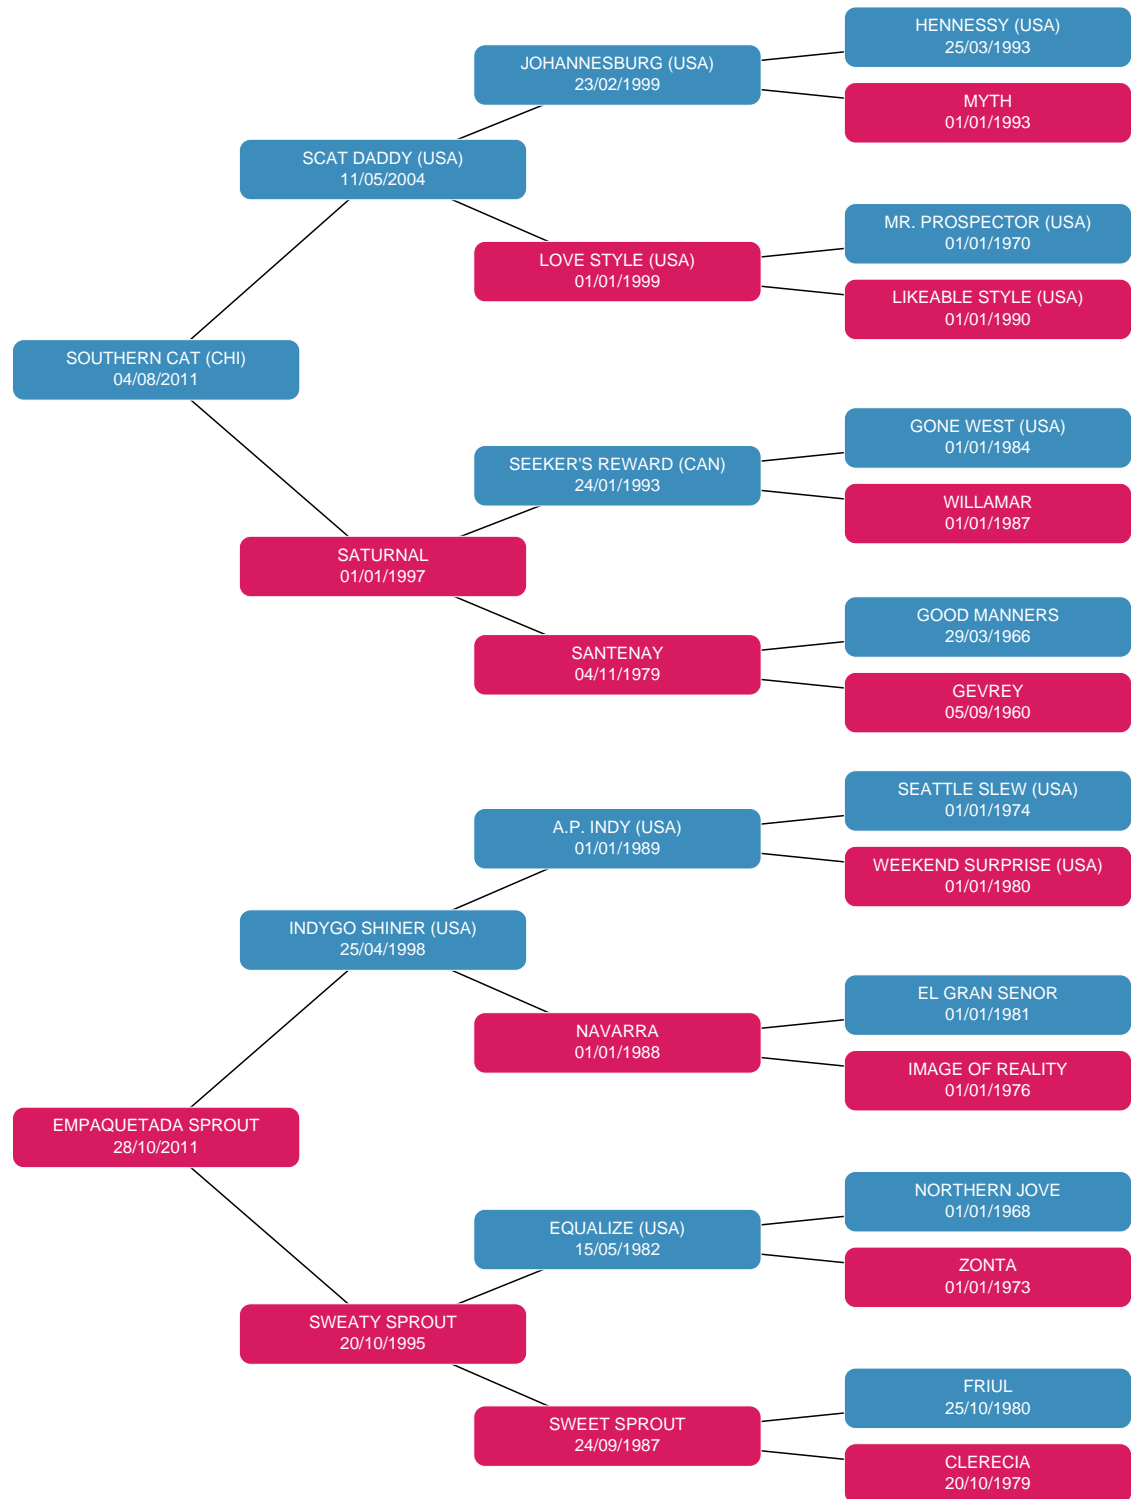 HENNESSY (USA)
25/03/1993
JOHANNESBURG (USA)
23/02/1999
MYTH
01/01/1993
SCAT DADDY (USA)
11/05/2004
MR. PROSPECTOR (USA)
01/01/1970
LOVE STYLE (USA)
01/01/1999
LIKEABLE STYLE (USA)
01/01/1990
SOUTHERN CAT (CHI)
04/08/2011
GONE WEST (USA)
01/01/1984
SEEKER'S REWARD (CAN)
24/01/1993
WILLAMAR
01/01/1987
SATURNAL
01/01/1997
GOOD MANNERS
29/03/1966
SANTENAY
04/11/1979
GEVREY
05/09/1960
SEATTLE SLEW (USA)
01/01/1974
A.P. INDY (USA)
01/01/1989
WEEKEND SURPRISE (USA)
01/01/1980
INDYGO SHINER (USA)
25/04/1998
EL GRAN SENOR
01/01/1981
NAVARRA
01/01/1988
IMAGE OF REALITY
01/01/1976
EMPAQUETADA SPROUT
28/10/2011
NORTHERN JOVE
01/01/1968
EQUALIZE (USA)
15/05/1982
ZONTA
01/01/1973
SWEATY SPROUT
20/10/1995
FRIUL
25/10/1980
SWEET SPROUT
24/09/1987
CLERECIA
20/10/1979